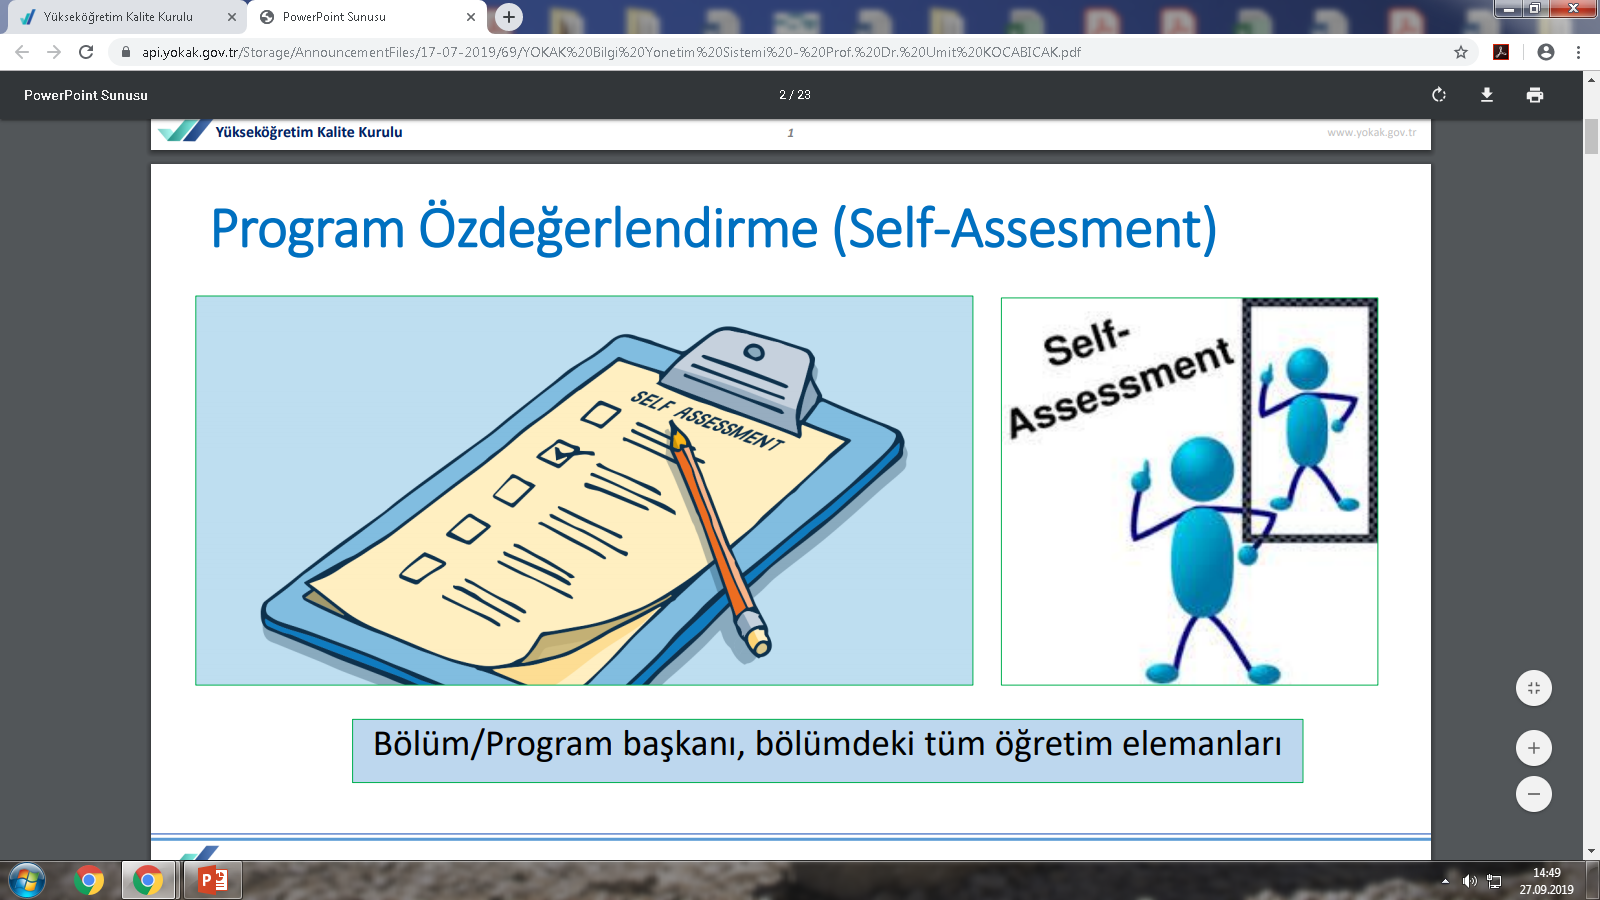 Yükseköğretim Kalite Kurulu
PowerPoint Sunusu
api.yokak.gov.tr/Storage/AnnouncementFiles/17-07-2019/69/YOKAK%20Bilgi%20Yonetim%20Sistemi%20-%20Prof.%20Dr.%20Umit%20KOCABICAK.pdf
PowerPoint Sunusu
2 / 23
Yükseköğretim Kalite Kurulu
1
www.yokak.gov.tr
Program Özdeğerlendirme (Self-Assesment)
SELF ASSESSMENT
Self-
Assessment
Bölüm/Program başkanı, bölümdeki tüm öğretim elemanları
14:49
27.09.2019